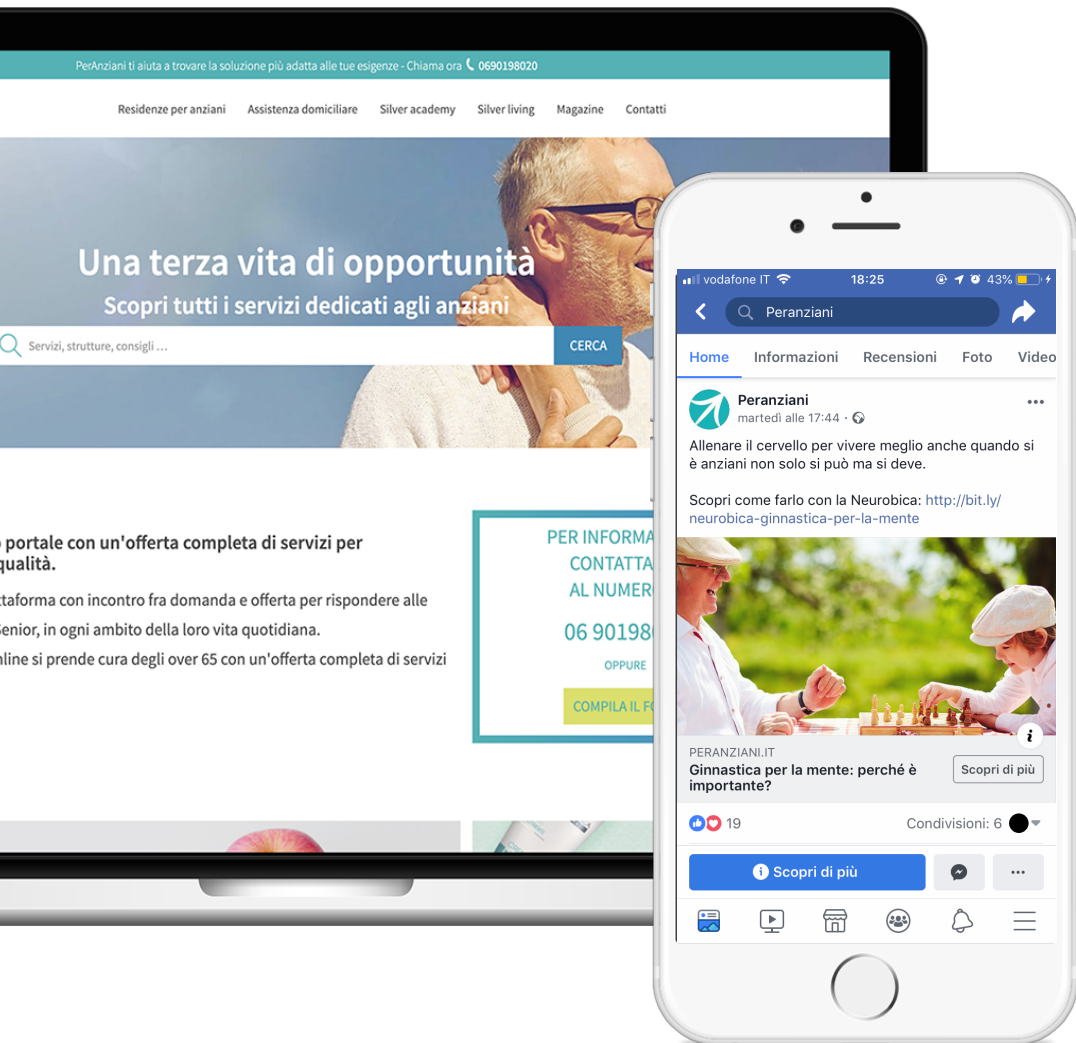 PerAnziani ti aiuta a trovare la soluzione più adatta alle tue esigenze - Chiama ora 0690198020
Residenze per anziani Assistenza domiciliare Silver academy Silver living Magazine Contatti
Una terza vita di opportunità
Scopri tutti i servizi dedicati agli anziani
Servizi, strutture, consigli ...
CERCA
portale con un'offerta completa di servizi per
qualità.
ttaforma con incontro fra domanda e offerta per rispondere alle
Senior, in ogni ambito della loro vita quotidiana.
nline si prende cura degli over 65 con un'offerta completa di servizi
PER INFORMA
CONTATTA
AL NUMER
06 90198
OPPURE
COMPILA IL FO
vodafone IT 18:25 43%
Peranziani
Home Informazioni Recensioni Foto Video
Peranziani
martedì alle 17:44 ·
Allenare il cervello per vivere meglio anche quando si
è anziani non solo si può ma si deve.
Scopri come farlo con la Neurobica: http://bit.ly/
neurobica-ginnastica-per-la-mente
PERANZIANI.IT
Ginnastica per la mente: perché è
importante?
Scopri di più
19
Condivisioni: 6
Scopri di più